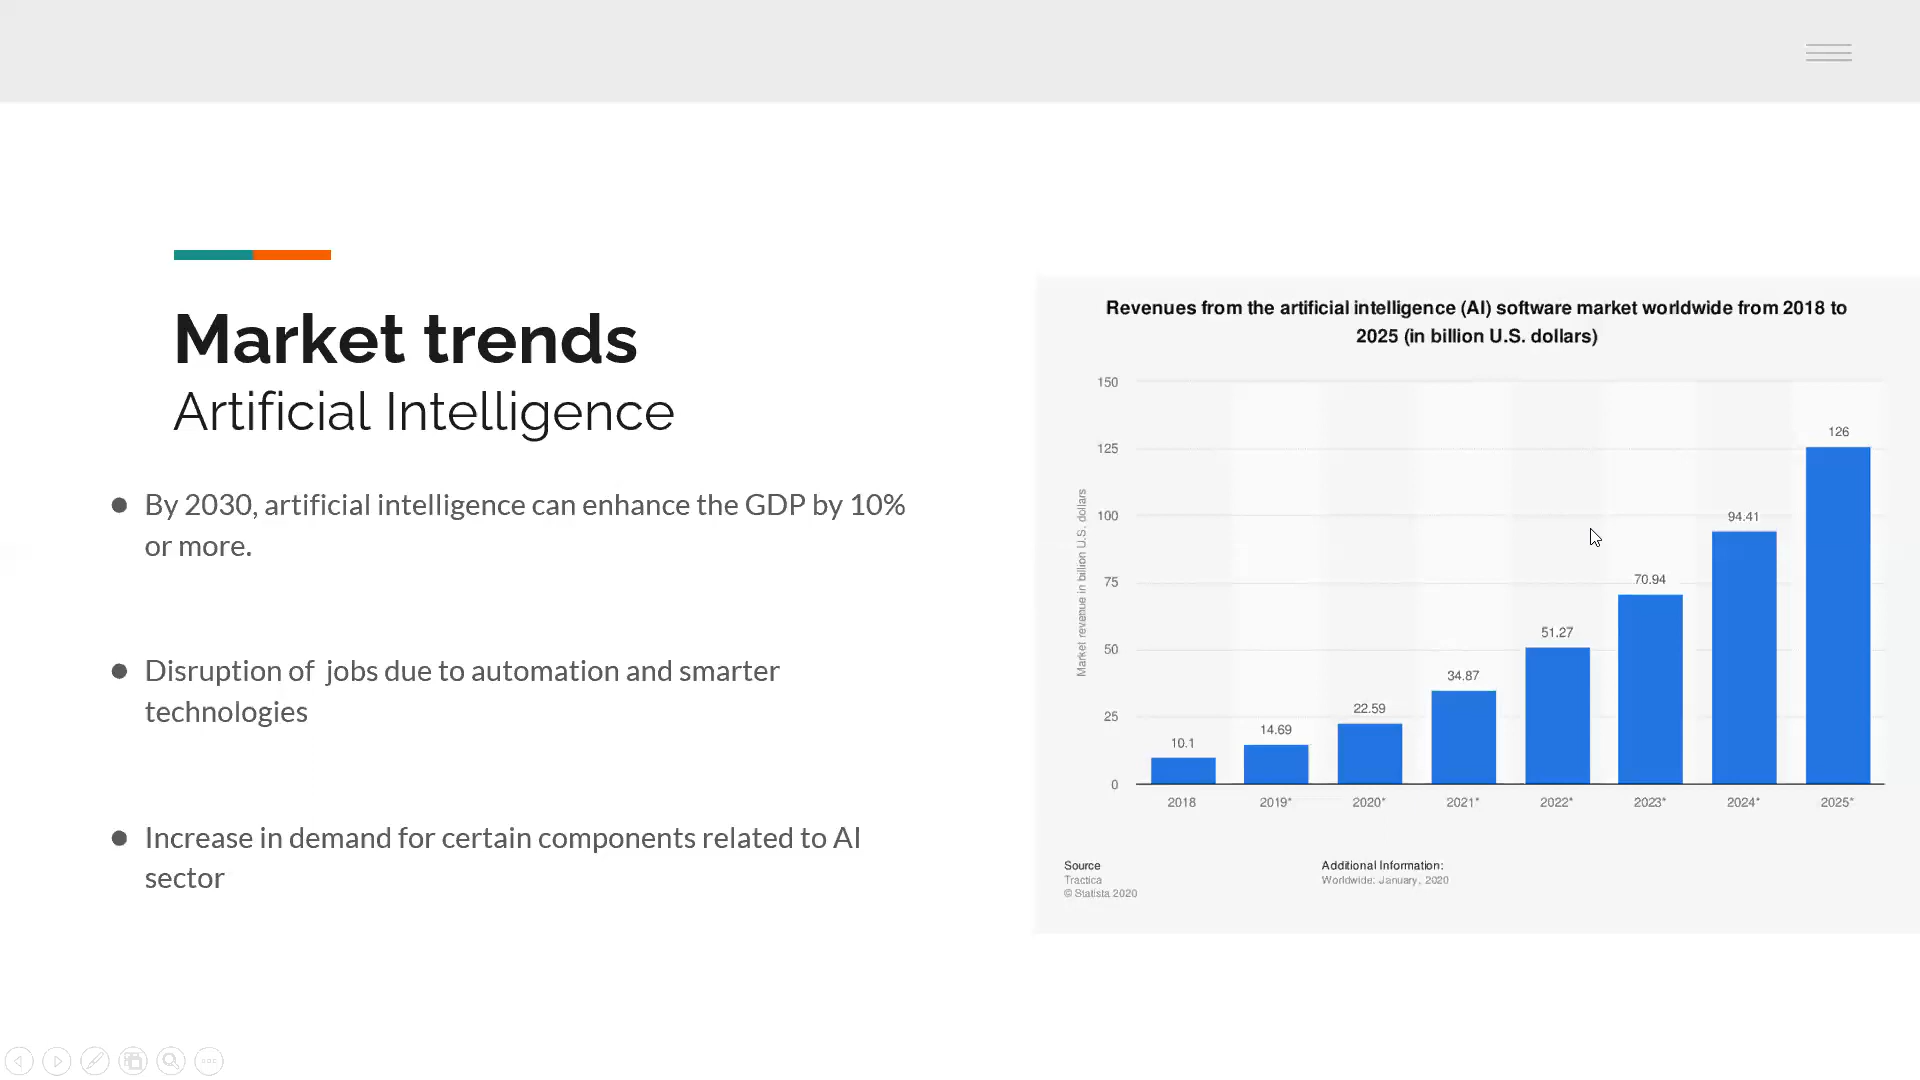 Market trends
Artificial Intelligence
● By 2030, artificial intelligence can enhance the GDP by 10%
or more.
● Disruption of  jobs due to automation and smarter
technologies
● Increase in demand for certain components related to AI
sector
Revenues from the artificial intelligence (AI) software market worldwide from 2018 to
2025 (in billion U.S. dollars)
Market revenue in billion U.S. dollars
150
125
100
75
50
25
0
10.1
14.69
22.59
34.87
51.27
70.94
94.41
126
2018
2019*
2020*
2021*
2022*
2023*
2024*
2025*
Source
Tractica
© Statista 2020
Additional Information:
Worldwide: January, 2020